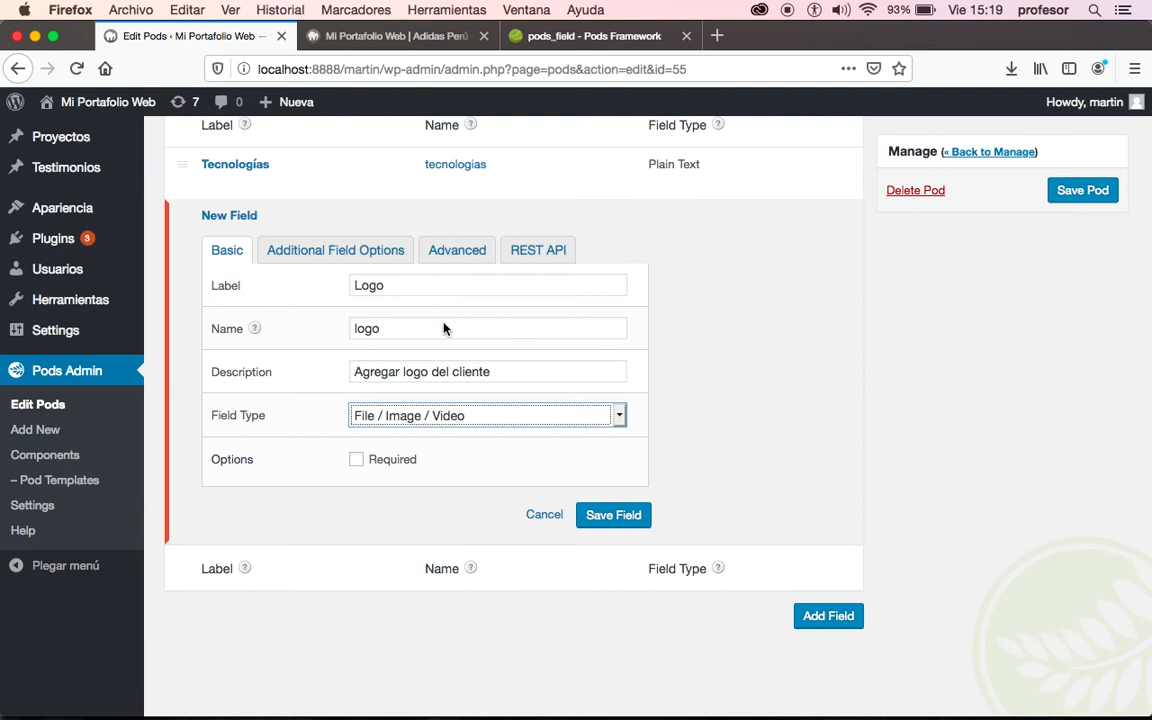 Firefox Archivo Editar Ver Historial Marcadores Herramientas Ventana Ayuda 93% Vie 15:19 profesor
Edit Pods ‹ Mi Portafolio Web — Mi Portafolio Web | Adidas Perú pods_field - Pods Framework
localhost:8888/martin/wp-admin/admin.php?page=pods&action=edit&id=55
Mi Portafolio Web 7 0 + Nueva Howdy, martin
Proyectos
Testimonios
Apariencia
Plugins 3
Usuarios
Herramientas
Settings
Pods Admin
Edit Pods
Add New
Components
– Pod Templates
Settings
Help
Plegar menú
Label ? Name ? Field Type ?
Tecnologías tecnologias Plain Text
New Field
Basic Additional Field Options Advanced REST API
Label Logo
Name ? logo
Description Agregar logo del cliente
Field Type File / Image / Video
Options Required
Cancel Save Field
Label ? Name ? Field Type ?
Add Field
Manage (« Back to Manage)
Delete Pod Save Pod